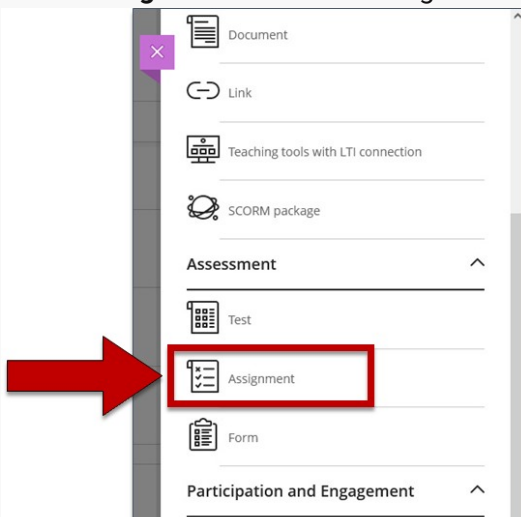 Document
Link
Teaching tools with LTI connection
SCORM package
Assessment
Test
Assignment
Form
Participation and Engagement